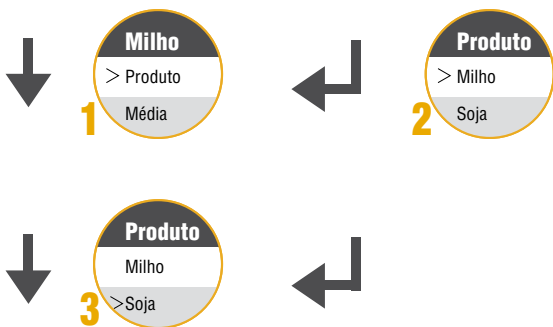 Milho
> Produto
Média
1
Produto
> Milho
Soja
2
Produto
Milho
>Soja
3